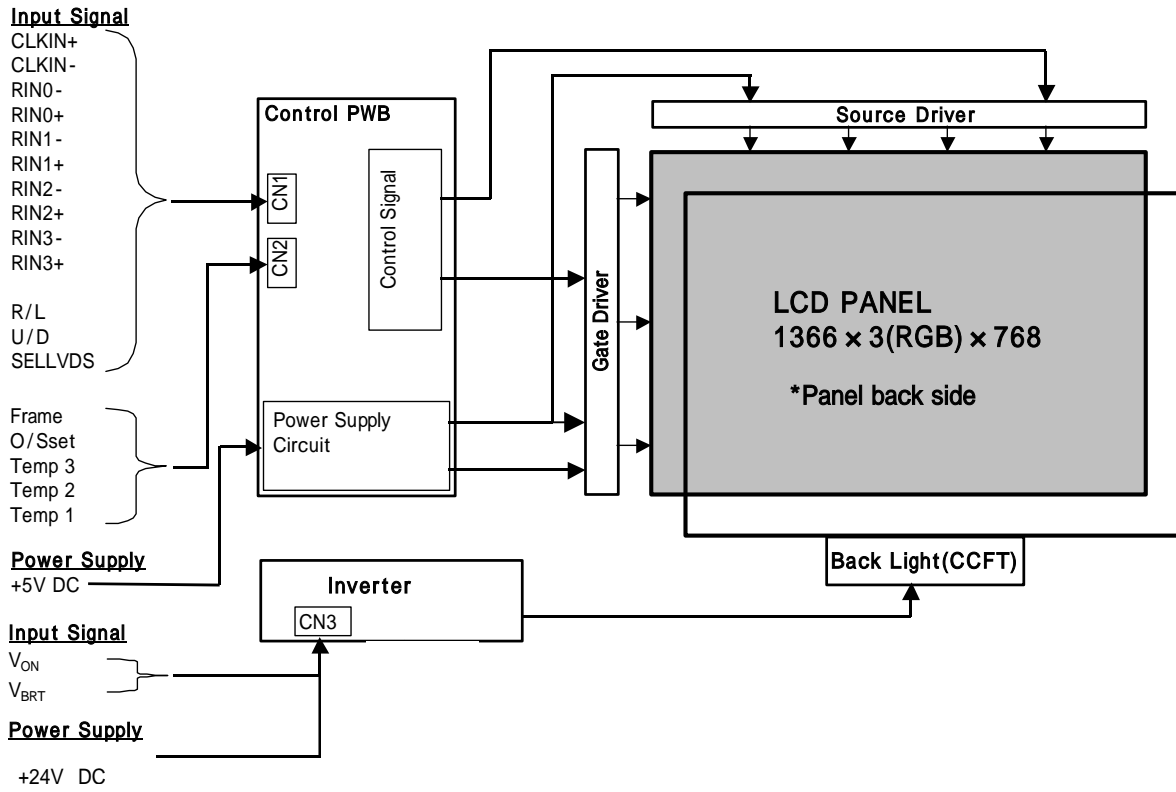 Input Signal
CLKIN+
CLKIN-
RIN0-
RIN0+
RIN1-
RIN1+
RIN2-
RIN2+
RIN3-
RIN3+
R/L
U/D
SELLVDS
Frame
O/Sset
Temp 3
Temp 2
Temp 1
Power Supply
+5V DC
Input Signal
VON
VBRT
Power Supply
+24V DC
Control PWB
CN1
CN2
Control Signal
Power Supply
Circuit
Inverter
CN3
Gate Driver
Source Driver
LCD PANEL
1366 × 3(RGB) × 768
*Panel back side
Back Light(CCFT)